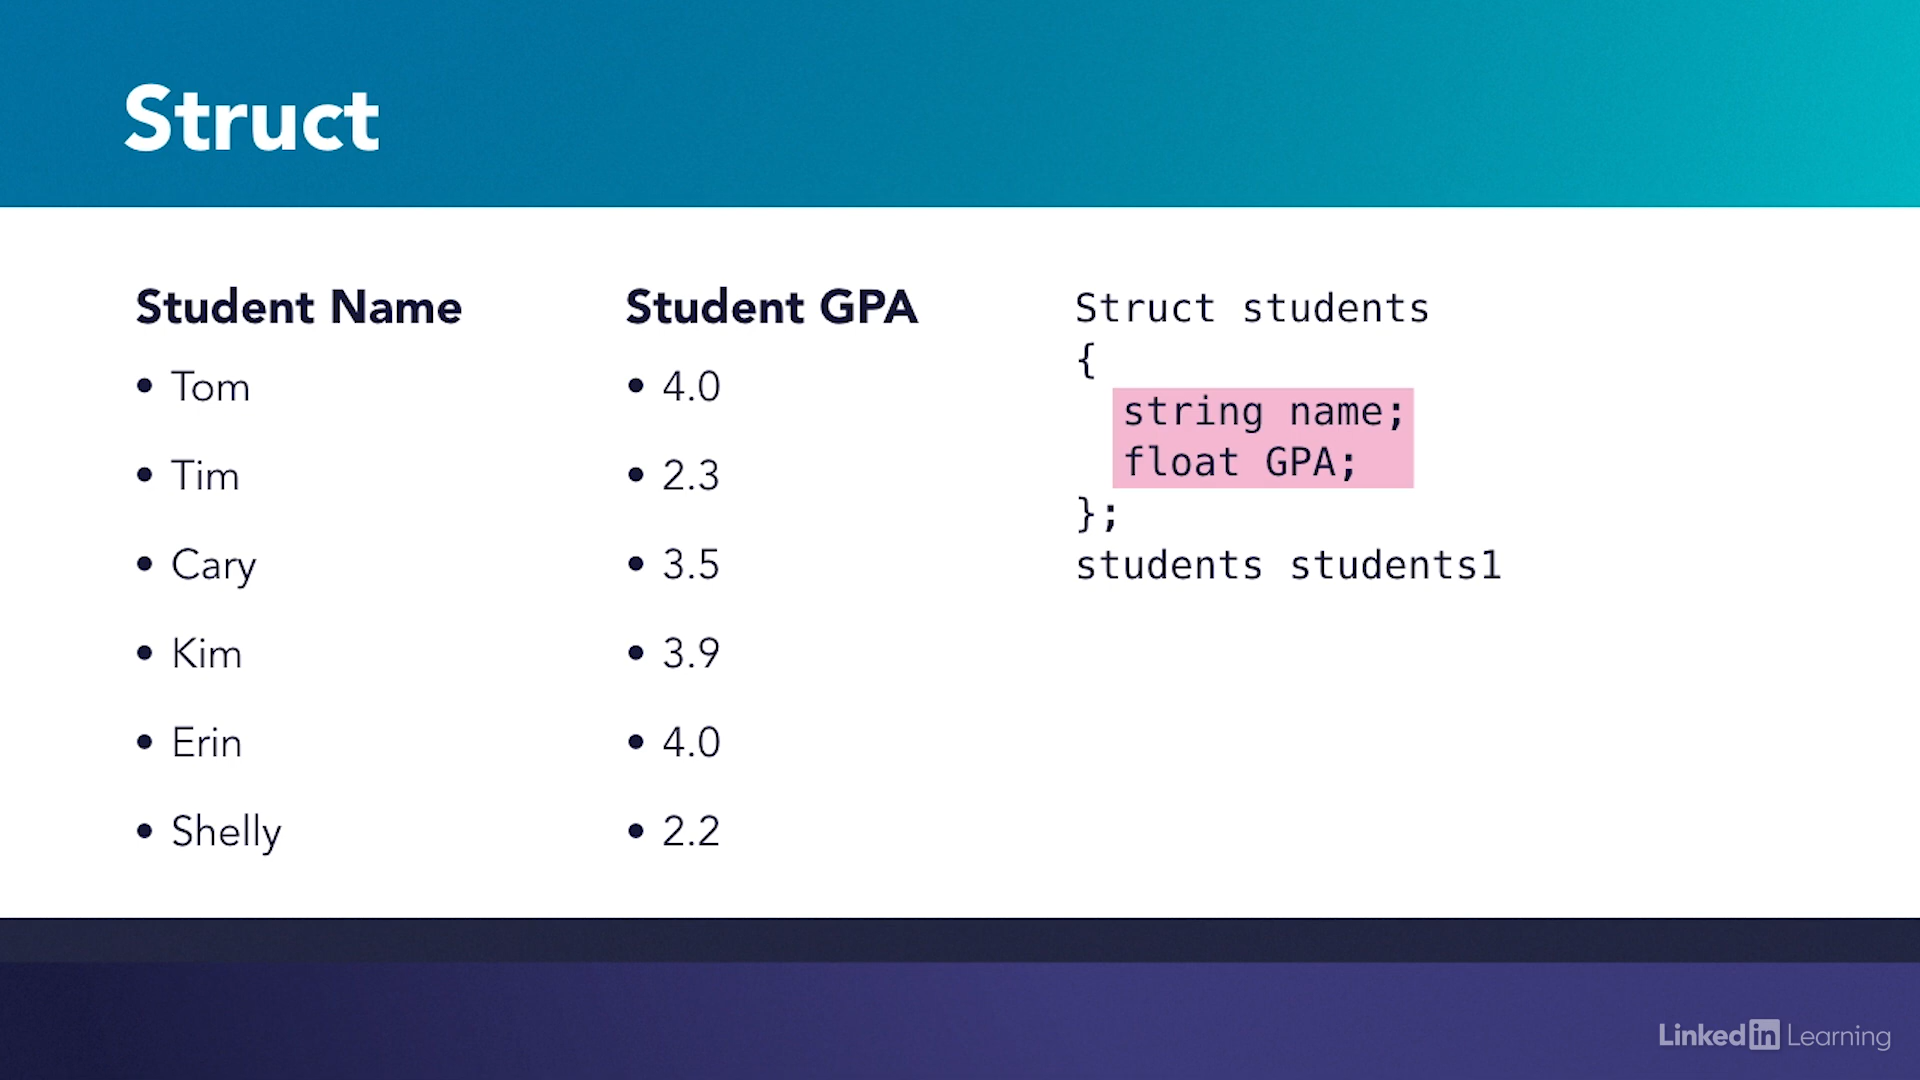 Struct
Student Name
• Tom
• Tim
• Cary
• Kim
• Erin
• Shelly
Student GPA
• 4.0
• 2.3
• 3.5
• 3.9
• 4.0
• 2.2
Struct students
{
string name;
float GPA;
};
students students1
Linked in Learning